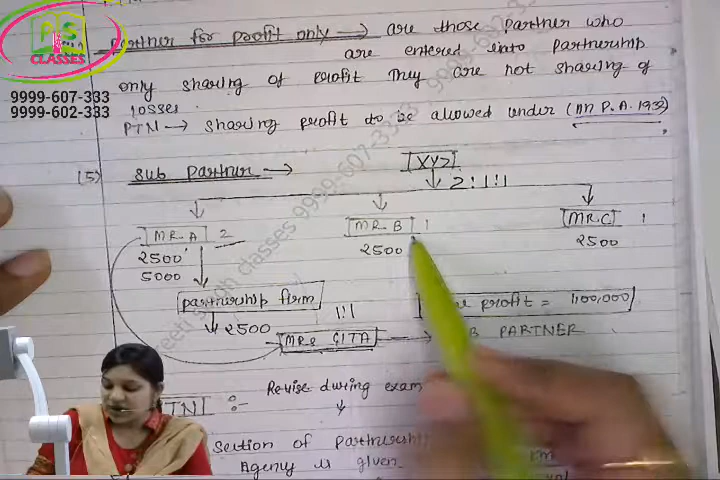 PS
CLASSES
9999-607-333
9999-602-333
partner for profit only → are those partner who
are entered into partnership
only sharing of profit They are not sharing of
losses
PTN → sharing profit to be allowed under (In P.A. 1932)
(5) sub partner →
XYZ
2:1:1
MR. A 2
MR. B 1
MR. C 1
2500
2500
2500
5000
partnership firm
1:1
profit = 1,00,000
2500
MRs GITA
PARTNER
Revise during exam
section of
Agency is given